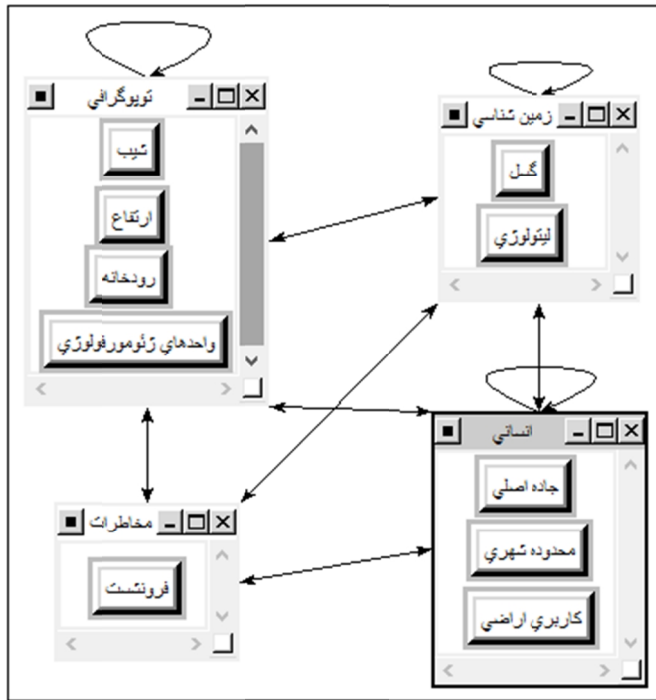 توپوگرافي
شيب
ارتفاع
رودخانه
واحدهاي ژئومورفولوژي
زمين شناسي
گسل
ليتولوژي
مخاطرات
فرونشست
انساني
جاده اصلي
محدوده شهري
كاربري اراضي